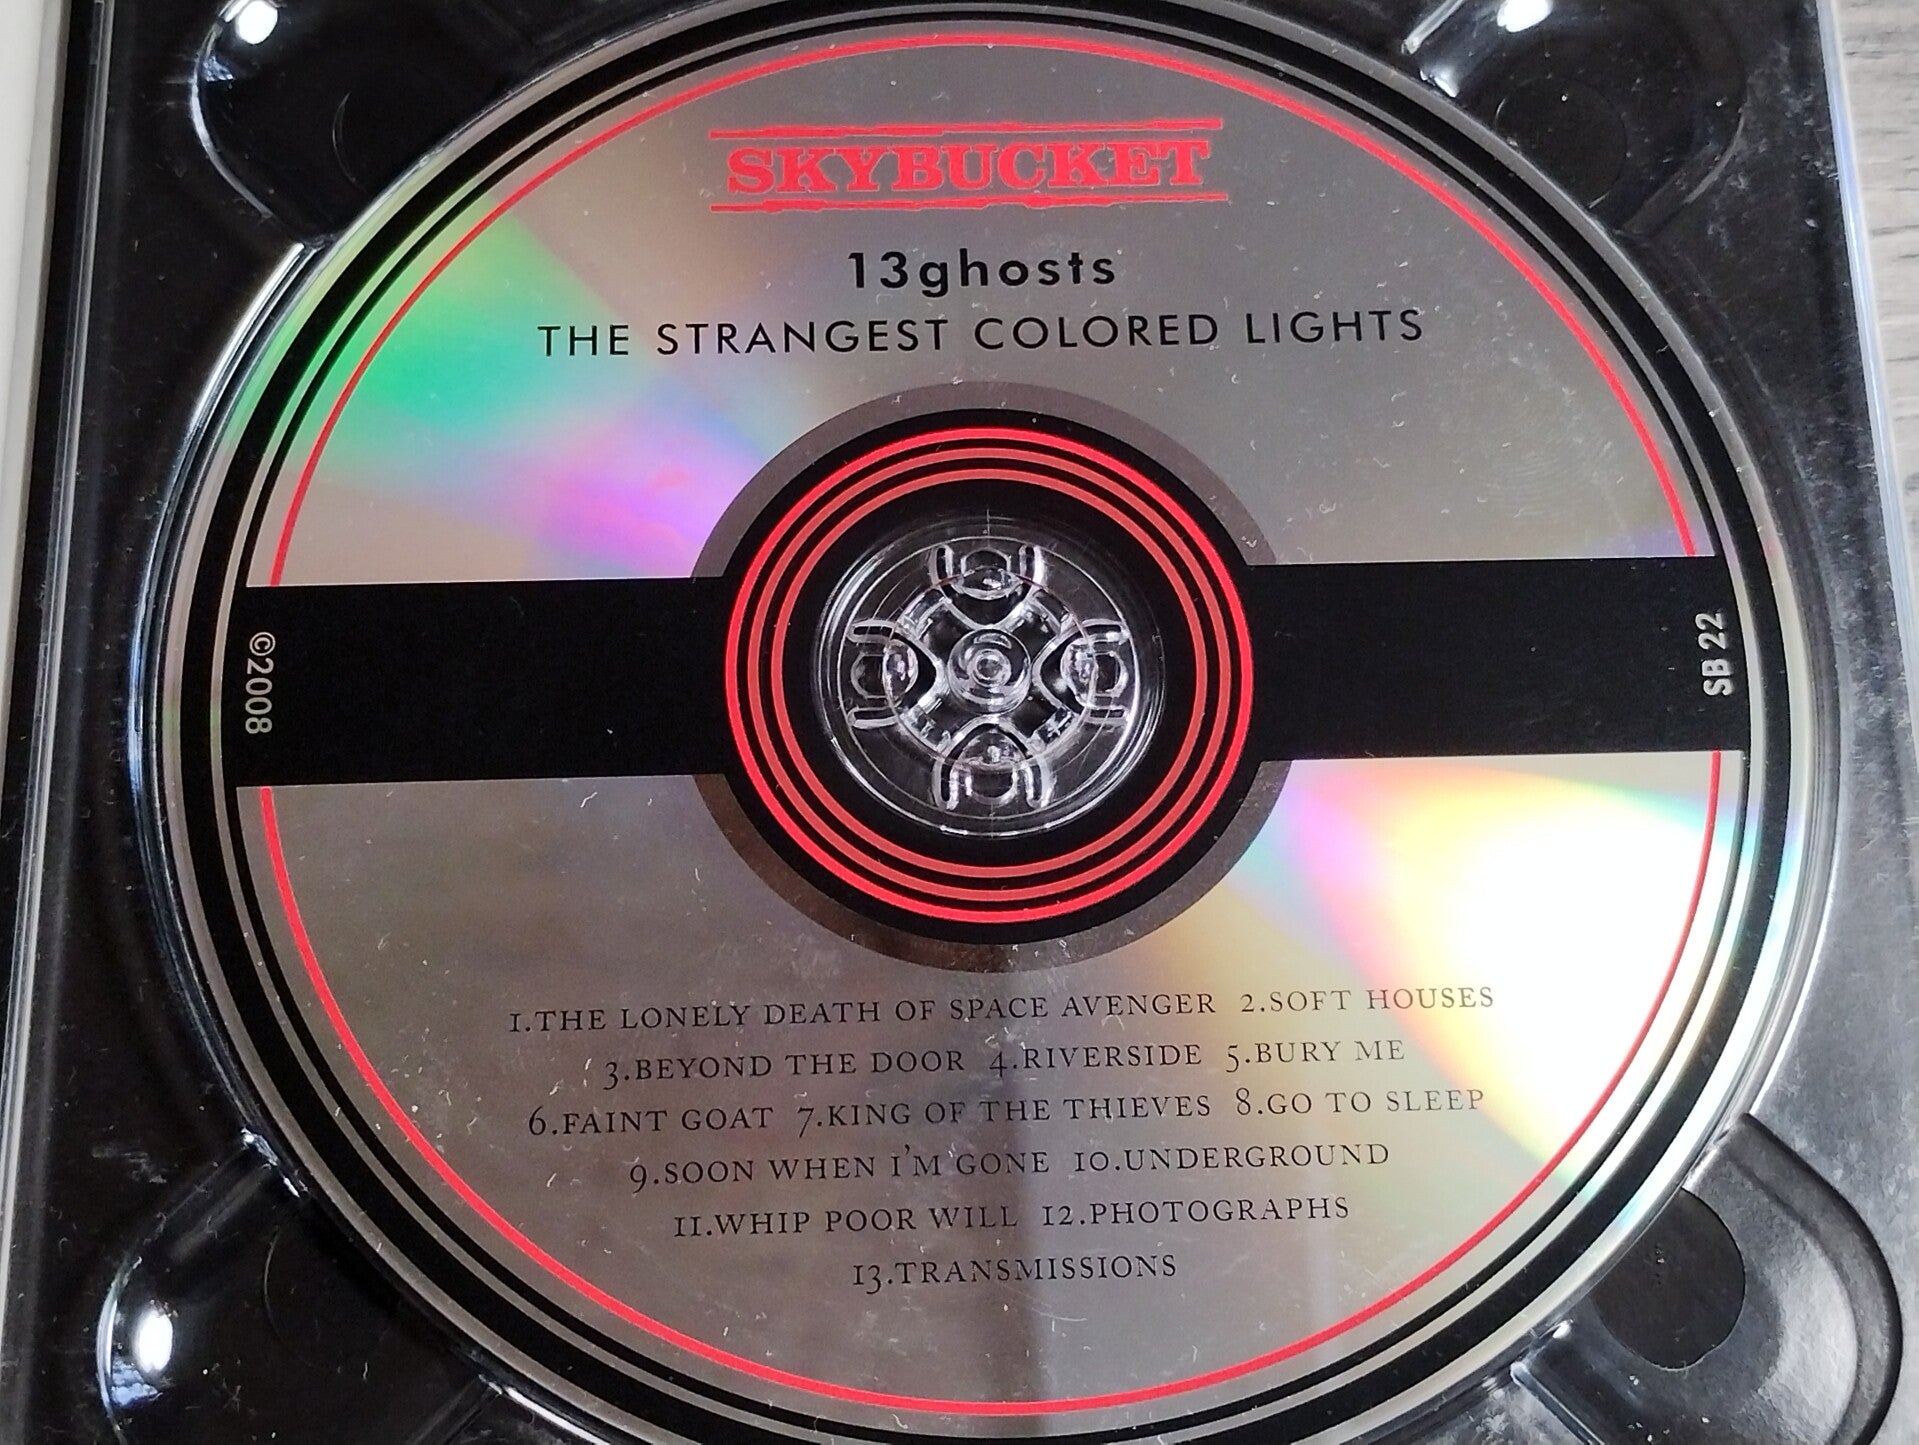 SKYBUCKET
13ghosts
THE STRANGEST COLORED LIGHTS
©2008
SB 22
1.THE LONELY DEATH OF SPACE AVENGER 2.SOFT HOUSES
3.BEYOND THE DOOR 4.RIVERSIDE 5.BURY ME
6.FAINT GOAT 7.KING OF THE THIEVES 8.GO TO SLEEP
9.SOON WHEN I'M GONE 10.UNDERGROUND
11.WHIP POOR WILL 12.PHOTOGRAPHS
13.TRANSMISSIONS